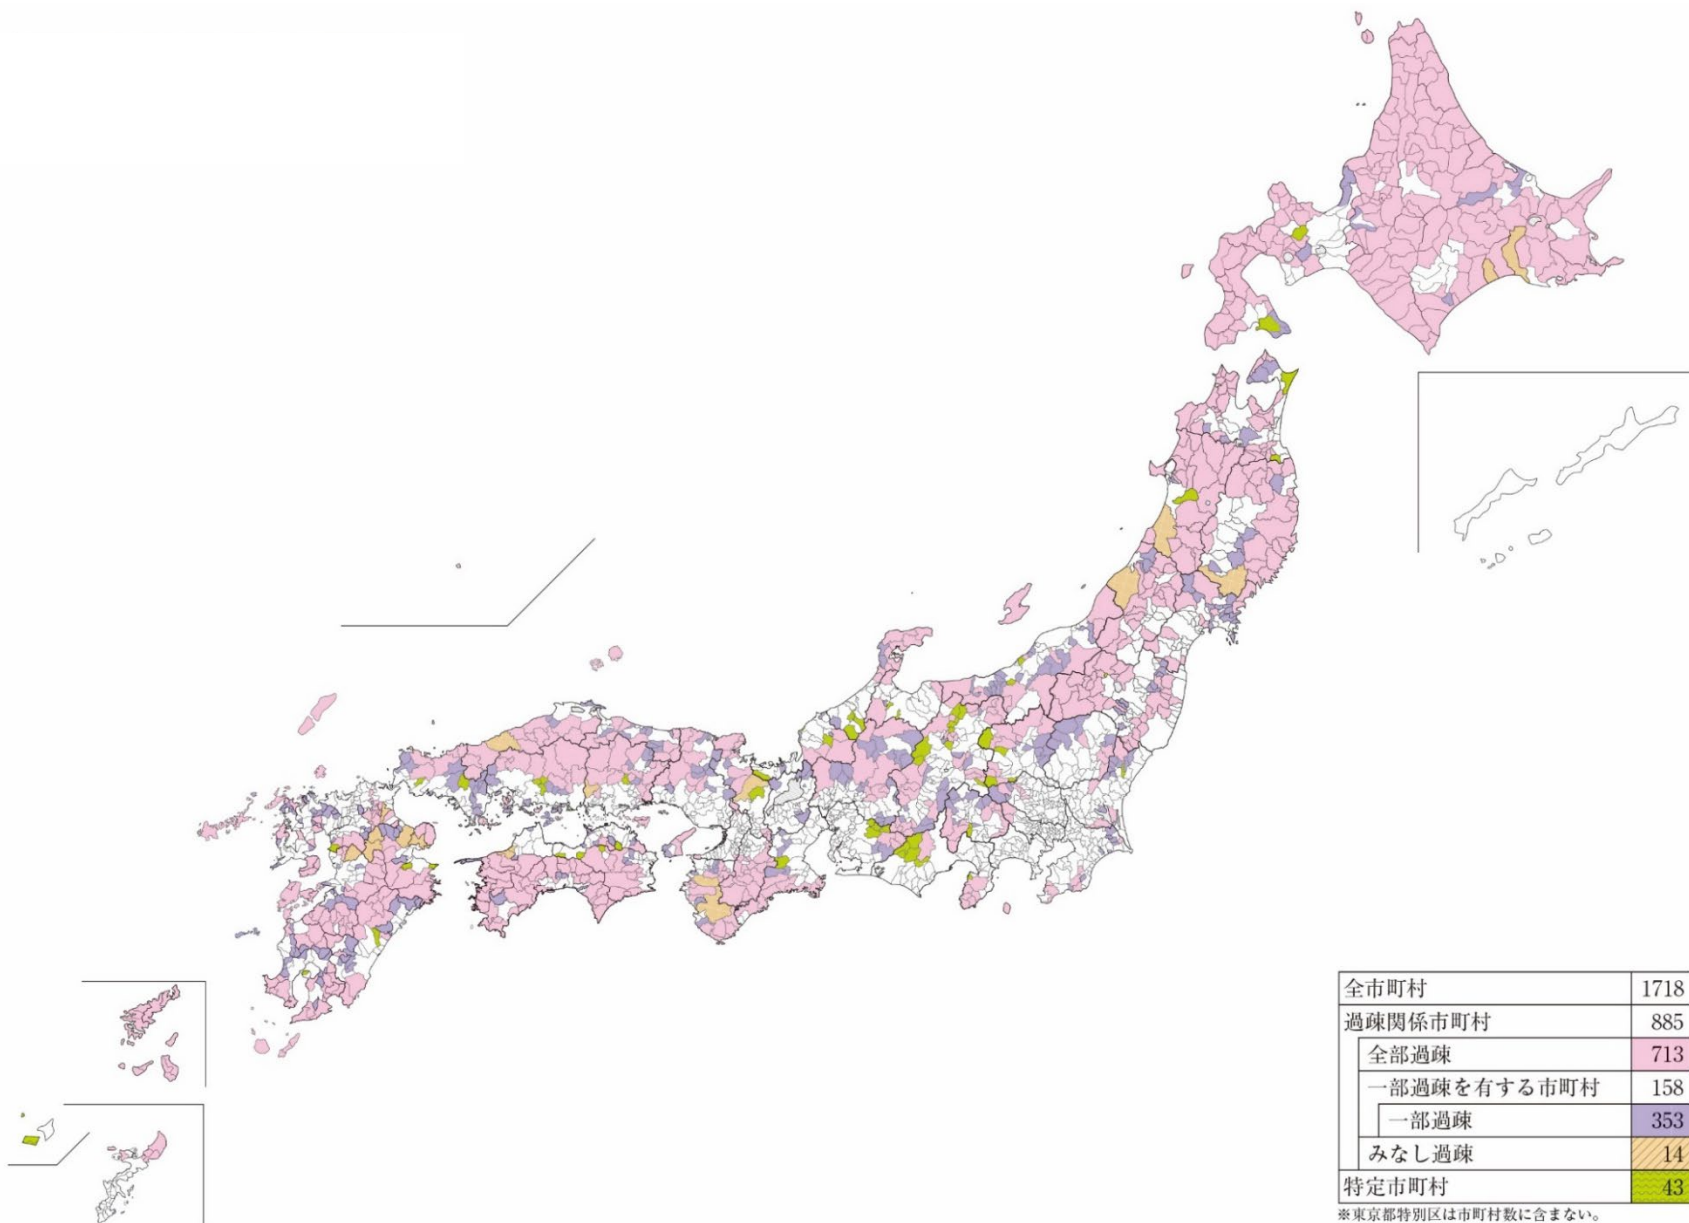 全市町村 1718
過疎関係市町村 885
全部過疎 713
一部過疎を有する市町村 158
一部過疎 353
みなし過疎 14
特定市町村 43
※東京都特別区は市町村数に含まない。